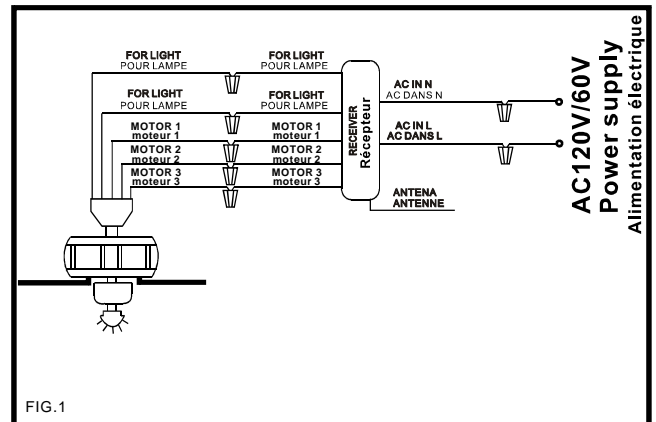 FOR LIGHT
POUR LAMPE
FOR LIGHT
POUR LAMPE
FOR LIGHT
POUR LAMPE
FOR LIGHT
POUR LAMPE
MOTOR 1
moteur 1
MOTOR 1
moteur 1
MOTOR 2
moteur 2
MOTOR 2
moteur 2
MOTOR 3
moteur 3
MOTOR 3
moteur 3
RECEIVER
Récepteur
AC IN N
AC DANS N
AC IN L
AC DANS L
ANTENA
ANTENNE
AC120V/60V
Power supply
Alimentation électrique
FIG.1